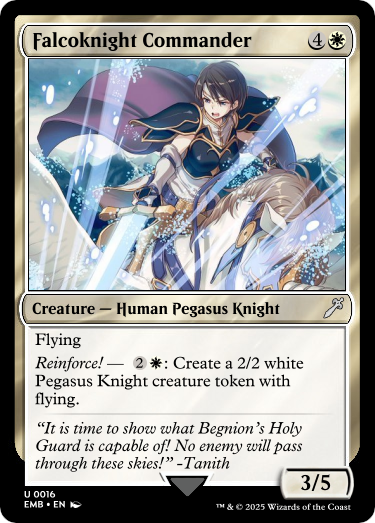 Falcoknight Commander 4
Creature — Human Pegasus Knight
Flying
Reinforce! — 2 : Create a 2/2 white
Pegasus Knight creature token with
flying.
“It is time to show what Begnion’s Holy
Guard is capable of! No enemy will pass
through these skies!” -Tanith
3/5
U 0016
EMB • EN
™ & © 2025 Wizards of the Coast